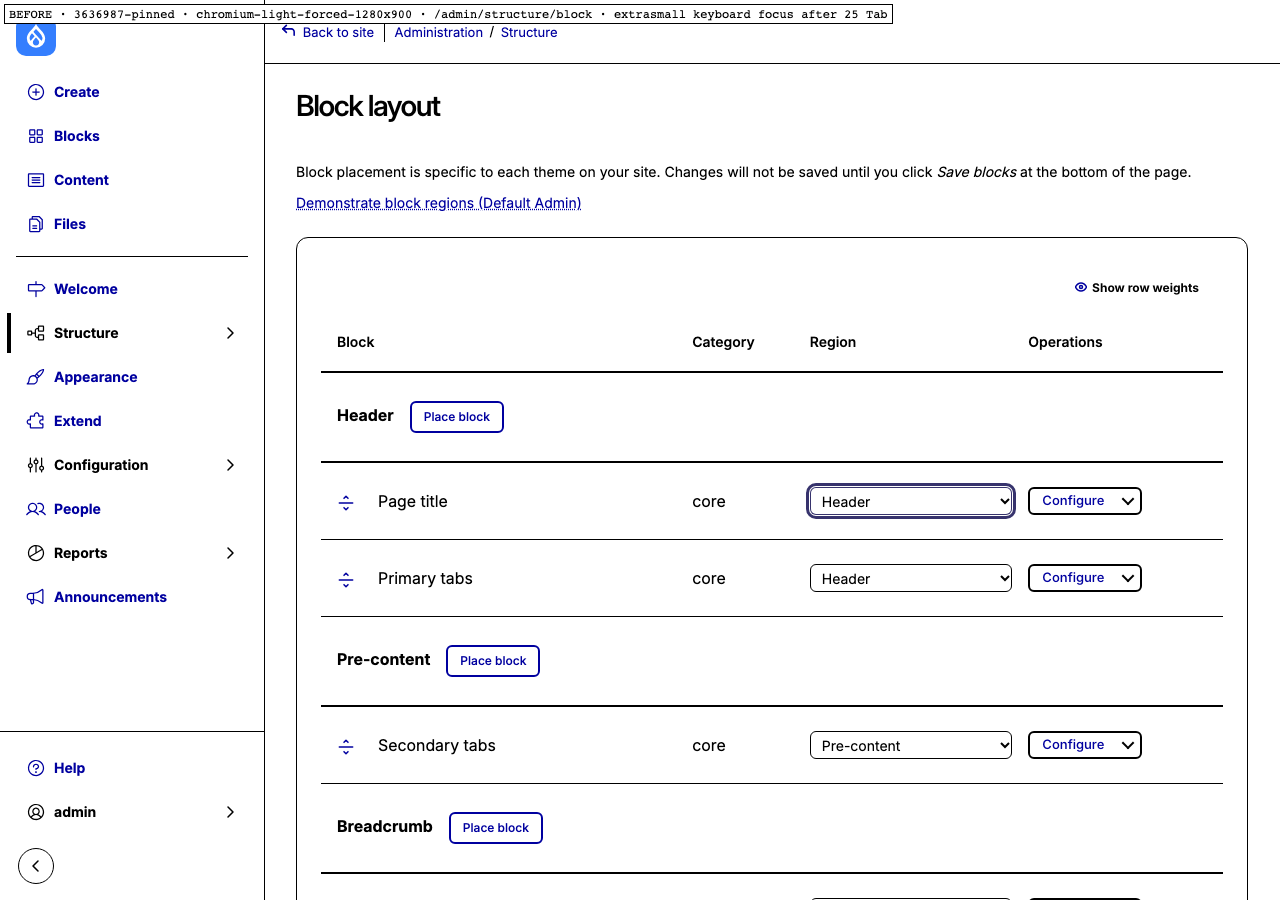 BEFORE · 3636987-pinned · chromium-light-forced-1280x900 · /admin/structure/block · extrasmall keyboard focus after 25 Tab
Back to site
Administration / Structure
Create
Blocks
Content
Files
Welcome
Structure
Appearance
Extend
Configuration
People
Reports
Announcements
Help
admin
Block layout
Block placement is specific to each theme on your site. Changes will not be saved until you click Save blocks at the bottom of the page.
Demonstrate block regions (Default Admin)
Show row weights
Block Category Region Operations
Header Place block
Page title core Header Configure
Primary tabs core Header Configure
Pre-content Place block
Secondary tabs core Pre-content Configure
Breadcrumb Place block